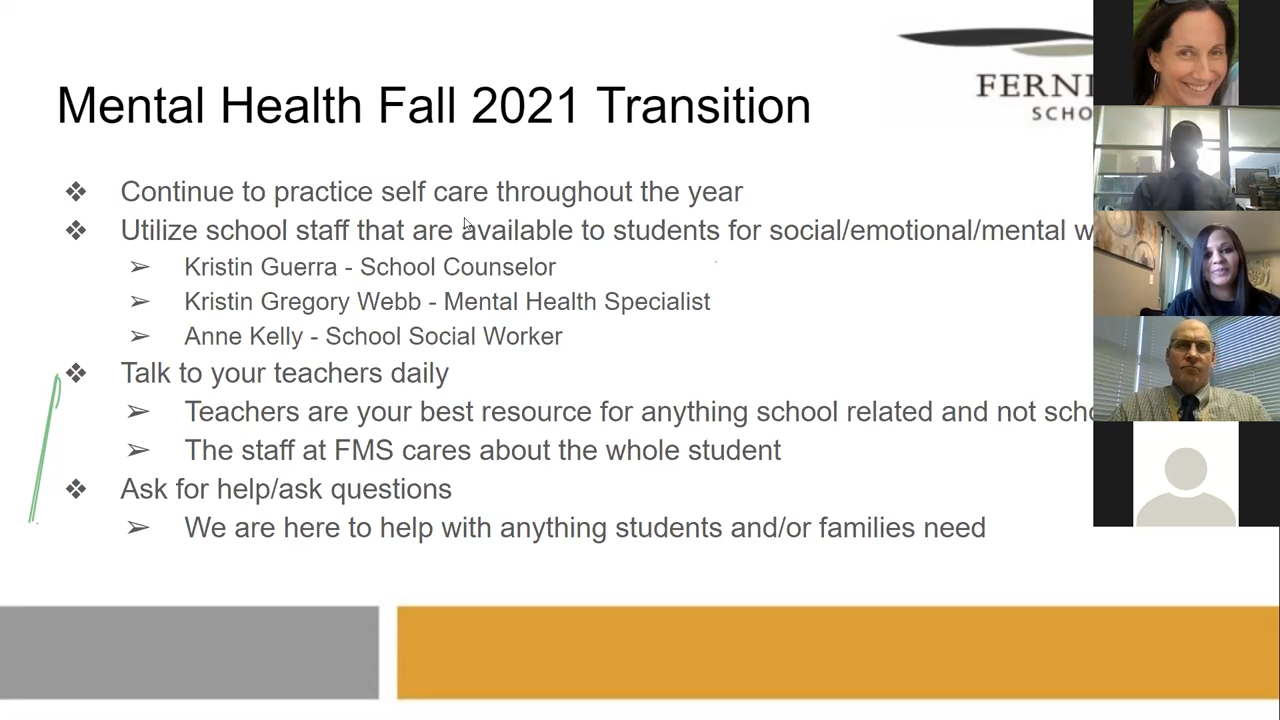 Mental Health Fall 2021 Transition
❖ Continue to practice self care throughout the year
❖ Utilize school staff that are available to students for social/emotional/mental
➢ Kristin Guerra - School Counselor
➢ Kristin Gregory Webb - Mental Health Specialist
➢ Anne Kelly - School Social Worker
❖ Talk to your teachers daily
➢ Teachers are your best resource for anything school related and not
➢ The staff at FMS cares about the whole student
❖ Ask for help/ask questions
➢ We are here to help with anything students and/or families need